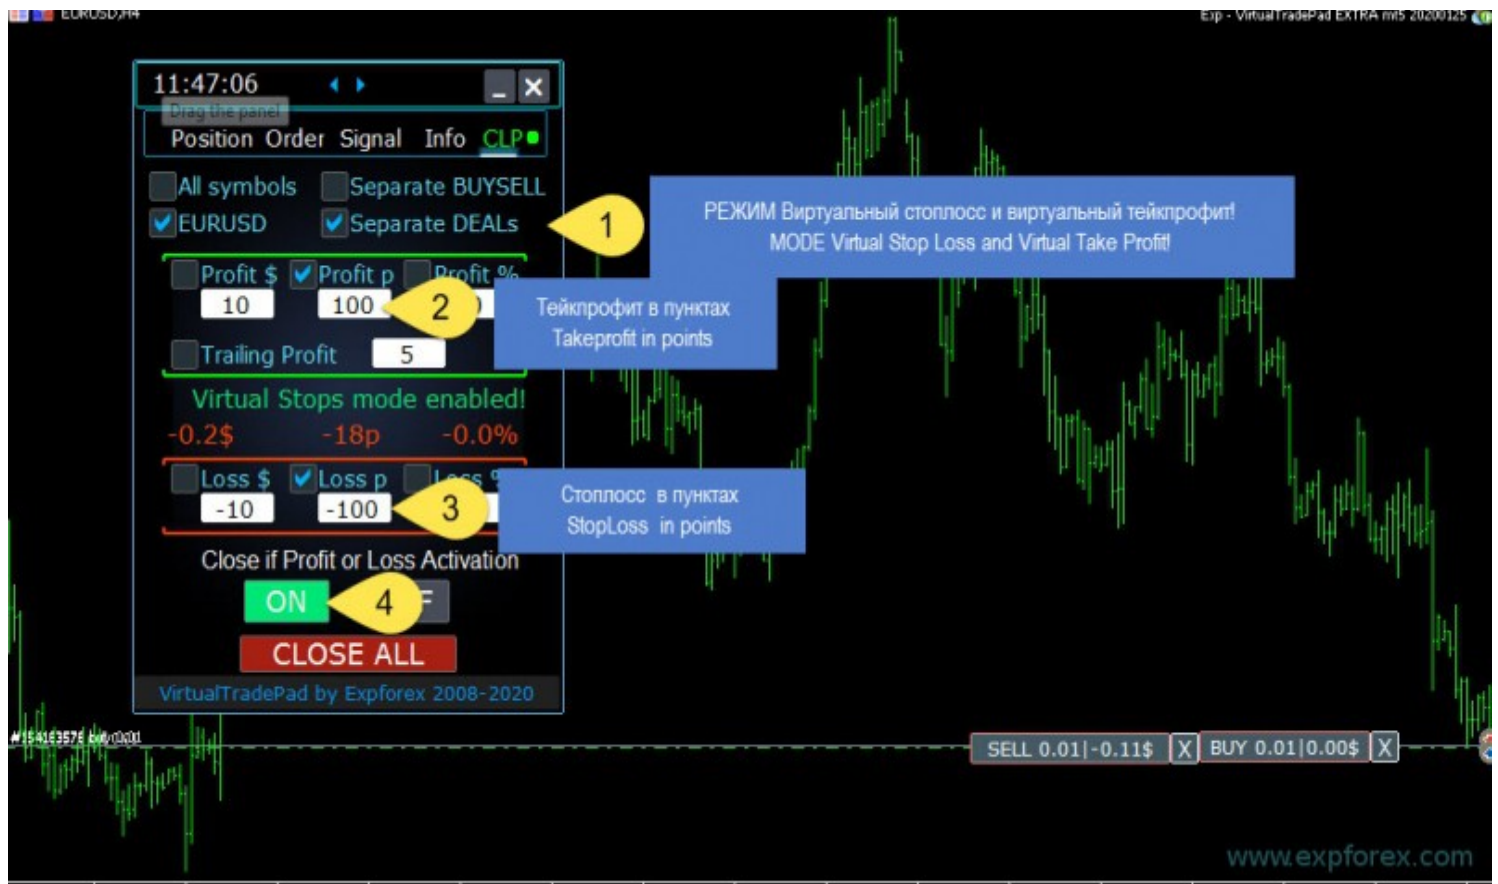 EURUSD,H4
Exp - VirtualTradePad EXTRA mt5 20200125
11:47:06
Drag the panel
Position Order Signal Info CLP
All symbols Separate BUYSELL
EURUSD Separate DEALs
1
РЕЖИМ Виртуальный стоплосс и виртуальный тейкпрофит!
MODE Virtual Stop Loss and Virtual Take Profit!
Profit $ Profit p Profit %
10 100
2
Тейкпрофит в пунктах
Takeprofit in points
Trailing Profit 5
Virtual Stops mode enabled!
-0.2$ -18p -0.0%
Loss $ Loss p Loss %
-10 -100
3
Стоплосс в пунктах
StopLoss in points
Close if Profit or Loss Activation
ON 4 F
CLOSE ALL
VirtualTradePad by Expforex 2008-2020
SELL 0.01|-0.11$ X BUY 0.01|0.00$ X
www.expforex.com